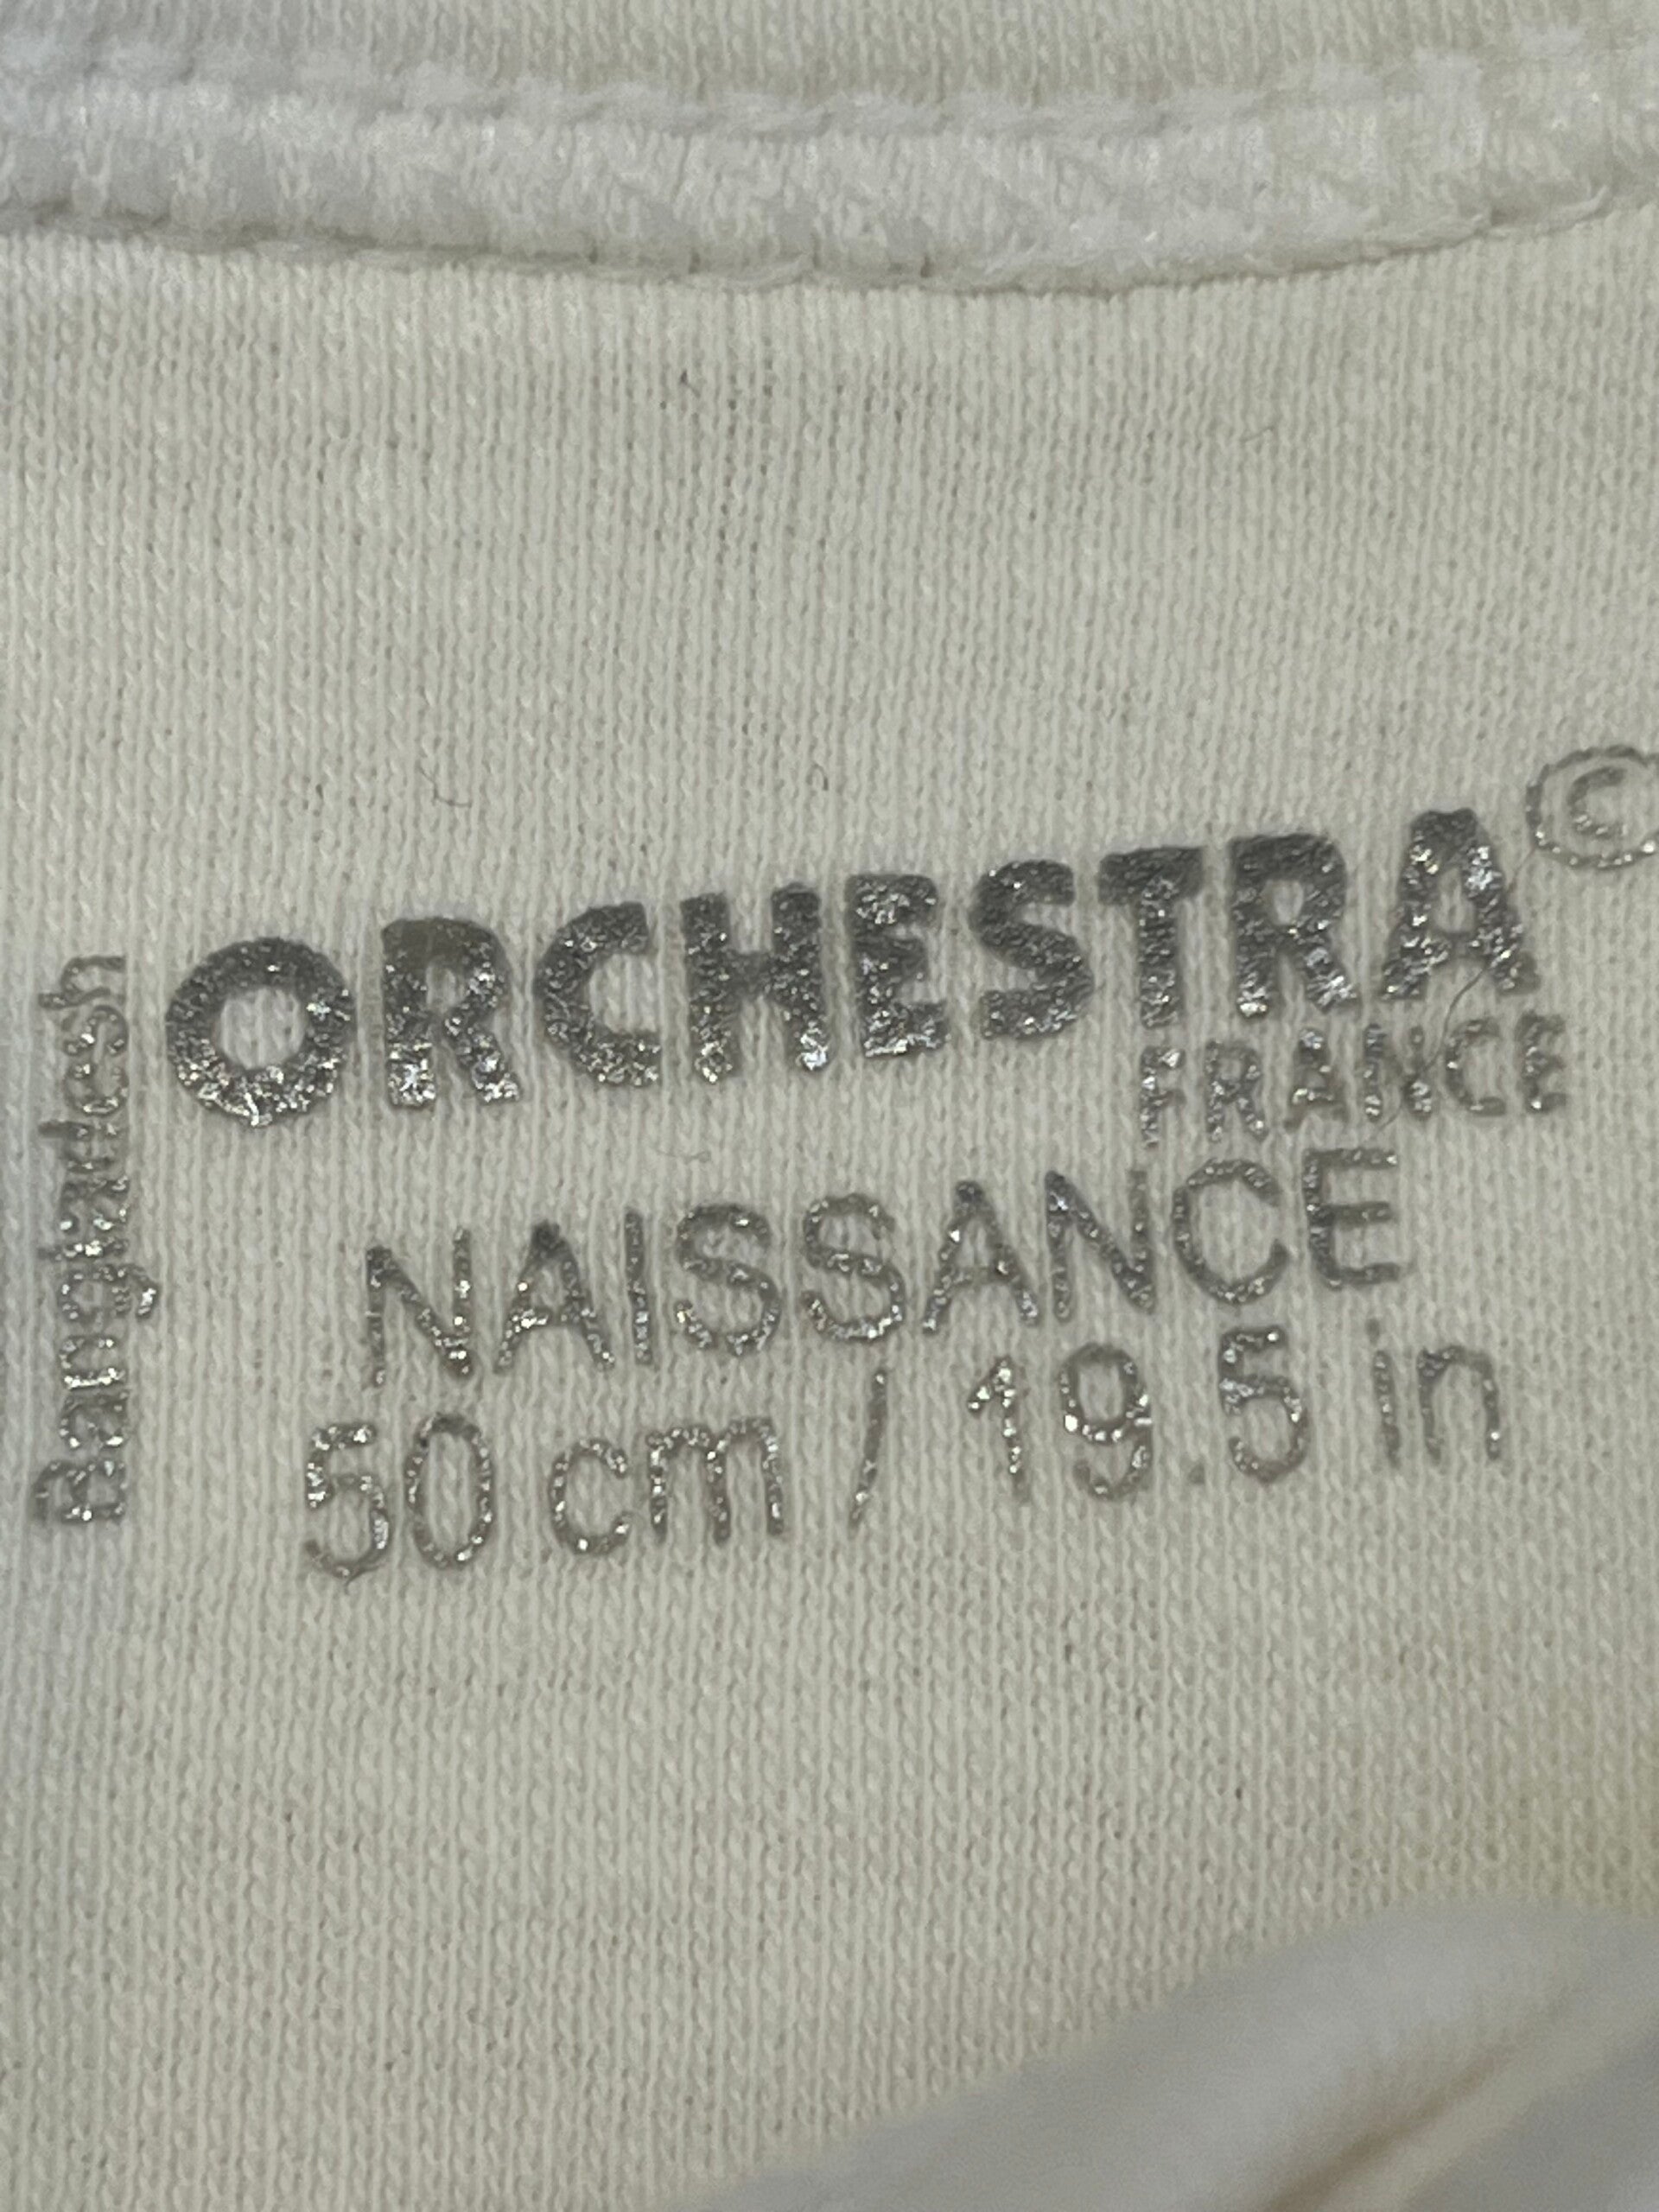 ORCHESTRA©
FRANCE
NAISSANCE
50 cm / 19.5 in
Bangladesh